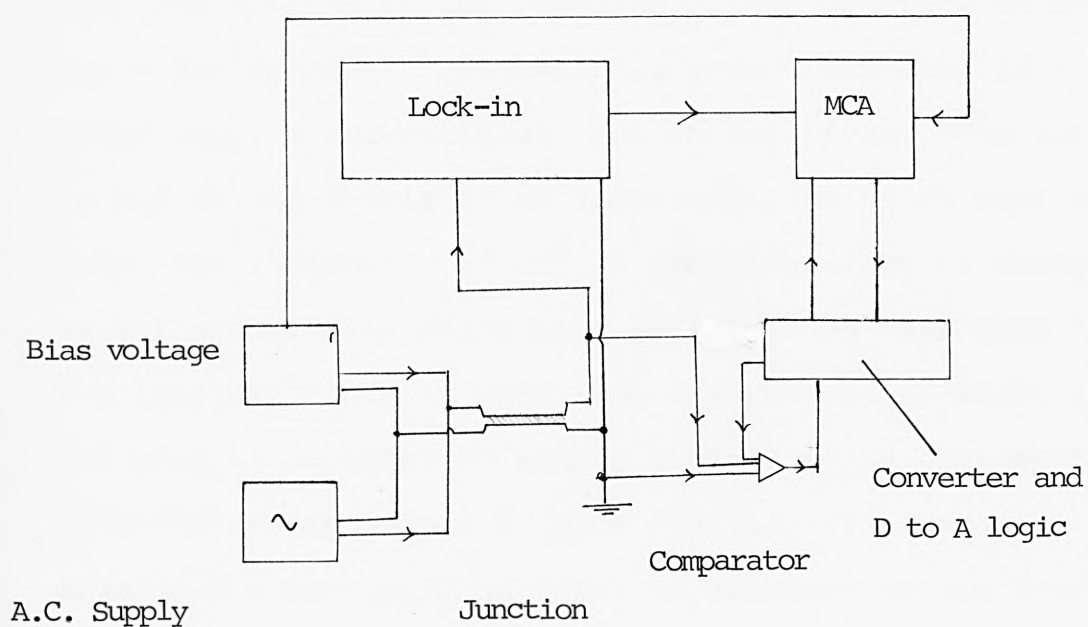 Lock-in
MCA
Bias voltage
∿
Converter and
D to A logic
Comparator
A.C. Supply
Junction